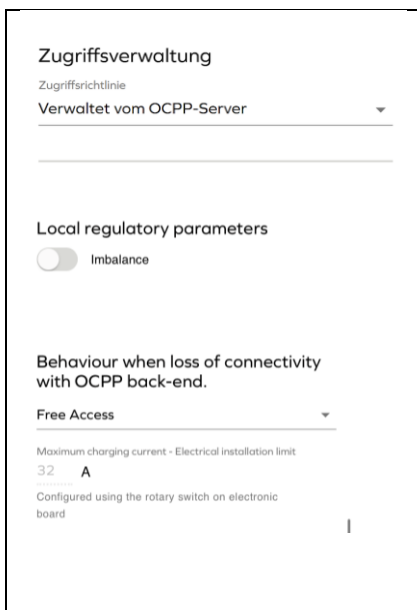 Zugriffsverwaltung
Zugriffsrichtlinie
Verwaltet vom OCPP-Server
Local regulatory parameters
Imbalance
Behaviour when loss of connectivity
with OCPP back-end.
Free Access
Maximum charging current - Electrical installation limit
32 A
Configured using the rotary switch on electronic
board